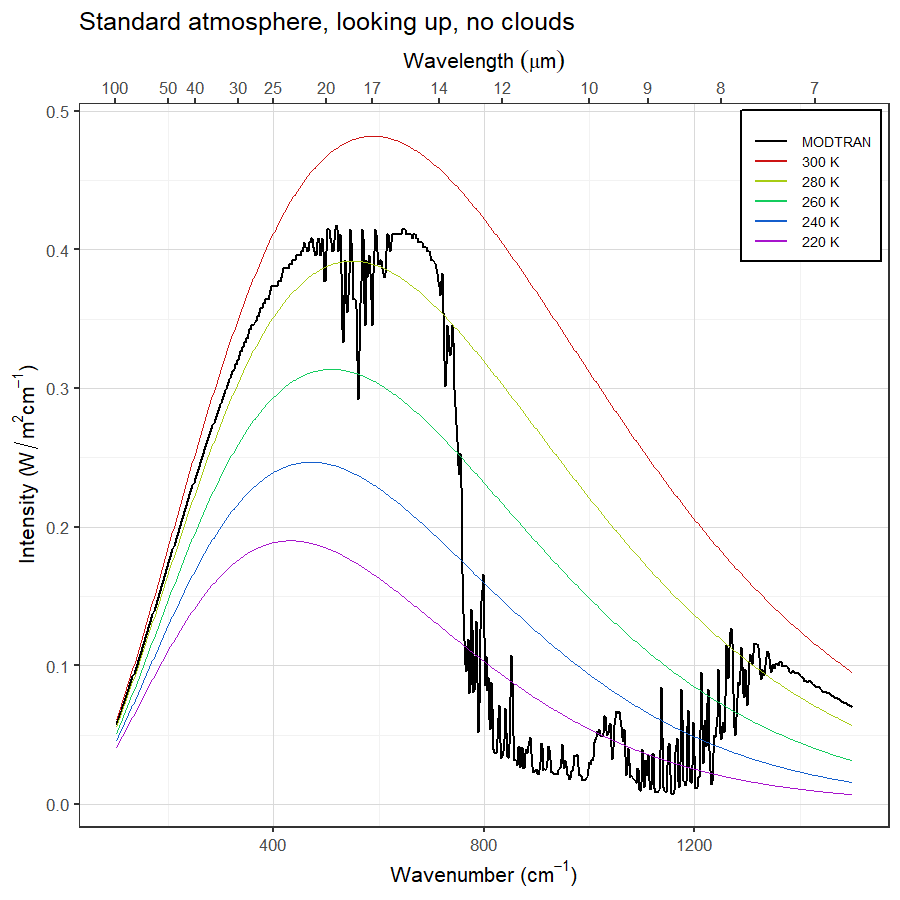 Standard atmosphere, looking up, no clouds
Wavelength (μm)
100 50 40 30 25 20 17 14 12 10 9 8 7
0.5
0.4
0.3
0.2
0.1
0.0
Intensity (W/m²cm⁻¹)
MODTRAN
300 K
280 K
260 K
240 K
220 K
400 800 1200
Wavenumber (cm⁻¹)